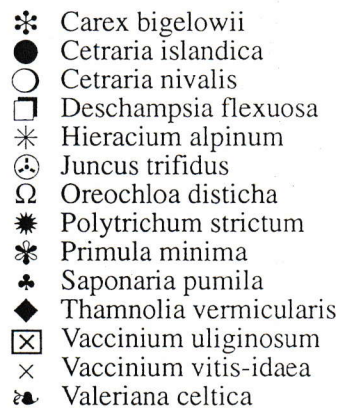 Carex bigelowii
Cetraria islandica
Cetraria nivalis
Deschampsia flexuosa
Hieracium alpinum
Juncus trifidus
Ω Oreochloa disticha
Polytrichum strictum
Primula minima
♣ Saponaria pumila
◆ Thamnolia vermicularis
Vaccinium uliginosum
× Vaccinium vitis-idaea
Valeriana celtica